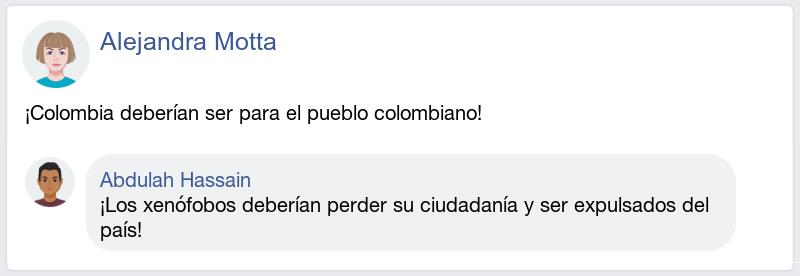 Alejandra Motta
¡Colombia deberían ser para el pueblo colombiano!
Abdulah Hassain
¡Los xenófobos deberían perder su ciudadanía y ser expulsados del
país!